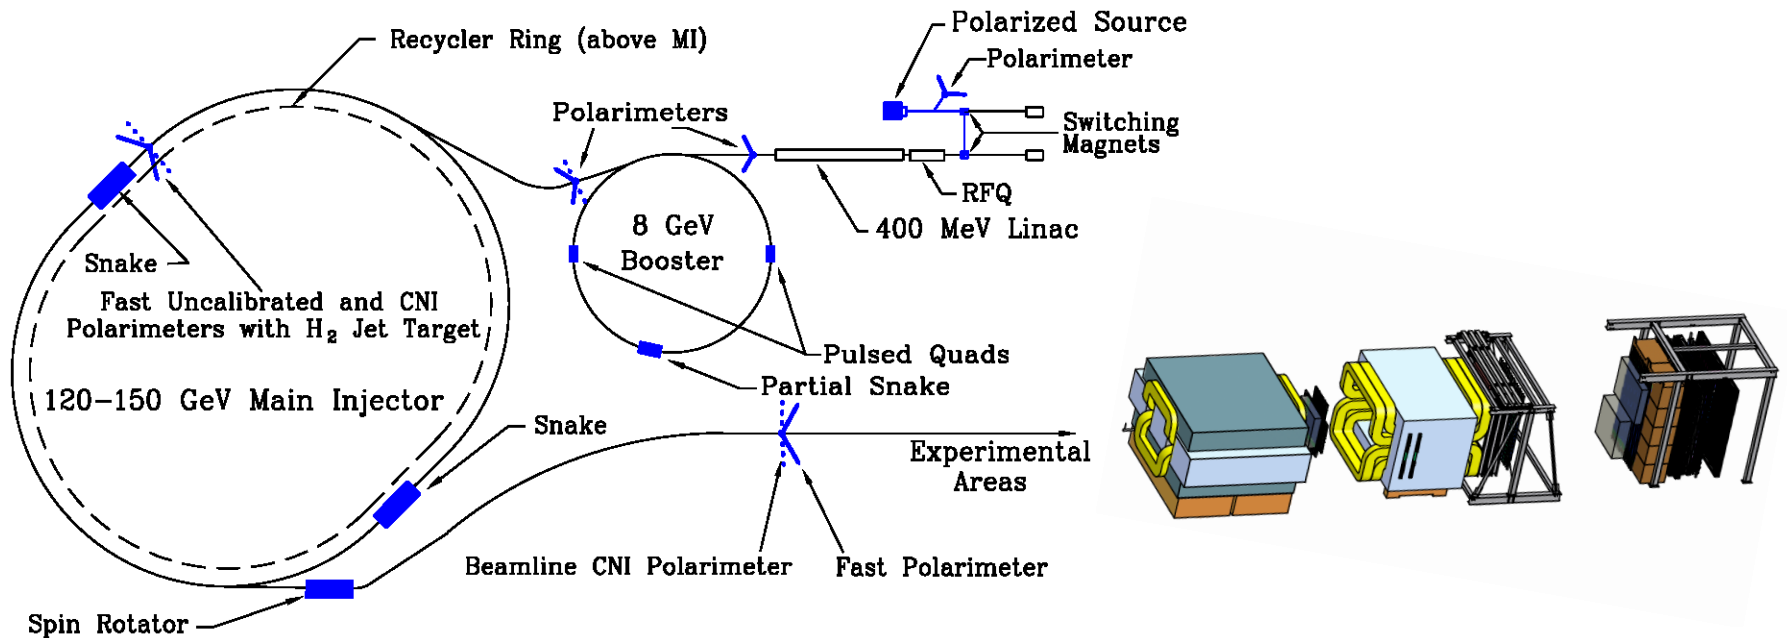 Recycler Ring (above MI)
Polarized Source
Polarimeter
Polarimeters
Switching
Magnets
RFQ
400 MeV Linac
8 GeV
Booster
Snake
Fast Uncalibrated and CNI
Polarimeters with H₂ Jet Target
Pulsed Quads
Partial Snake
120-150 GeV Main Injector
Snake
Experimental
Areas
Beamline CNI Polarimeter
Fast Polarimeter
Spin Rotator